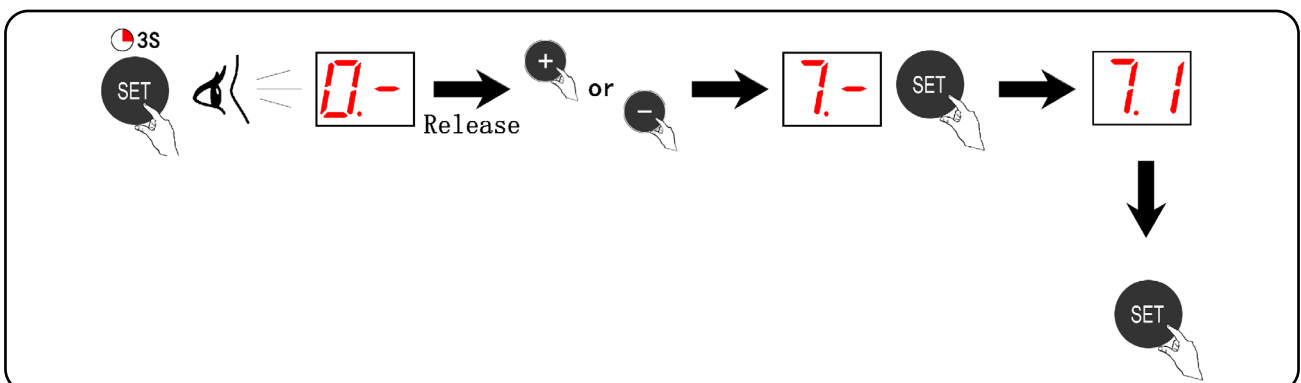 3S
SET
0.-
Release
+
or
-
7.-
SET
7.1
SET